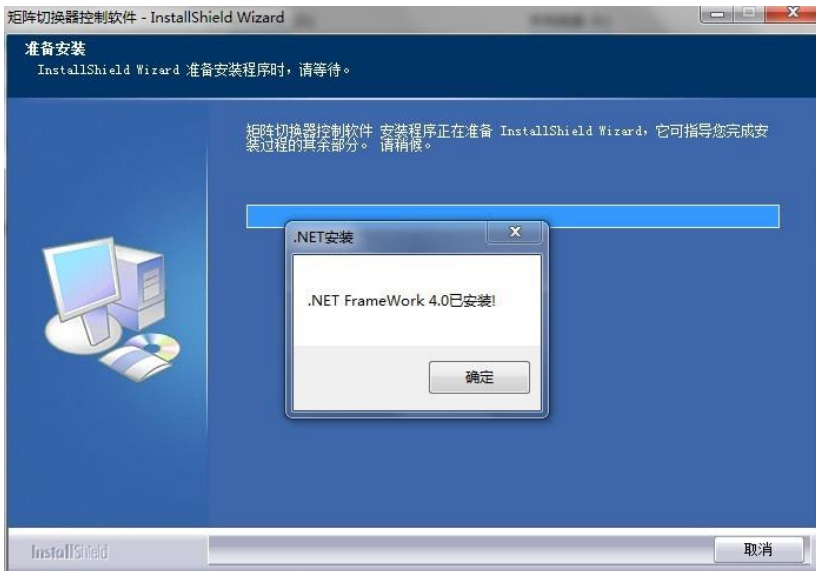 矩阵切换器控制软件 - InstallShield Wizard
准备安装
InstallShield Wizard 准备安装程序时，请等待。
矩阵切换器控制软件 安装程序正在准备 InstallShield Wizard，它可指导您完成安
装过程的其余部分。 请稍候。
.NET安装
.NET FrameWork 4.0已安装!
确定
InstallShield
取消